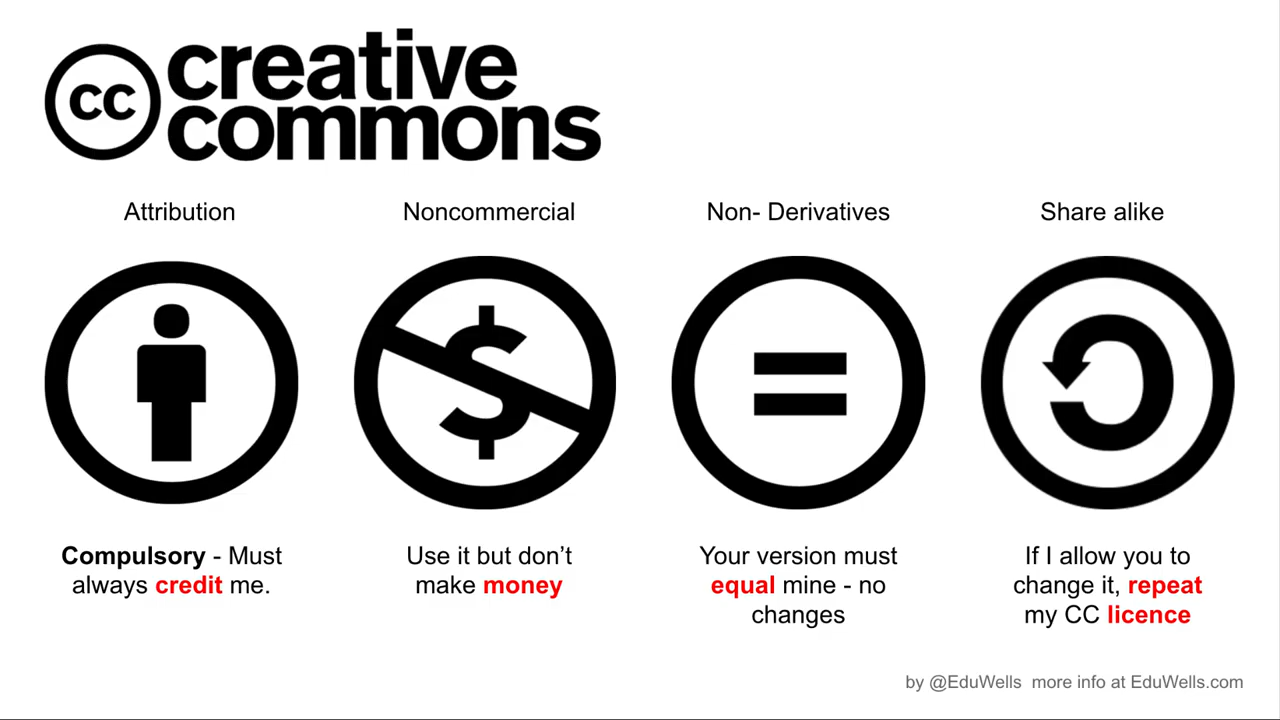 cc creative
commons
Attribution
Noncommercial
Non- Derivatives
Share alike
$
=
Compulsory - Must
always credit me.
Use it but don’t
make money
Your version must
equal mine - no
changes
If I allow you to
change it, repeat
my CC licence
by @EduWells more info at EduWells.com